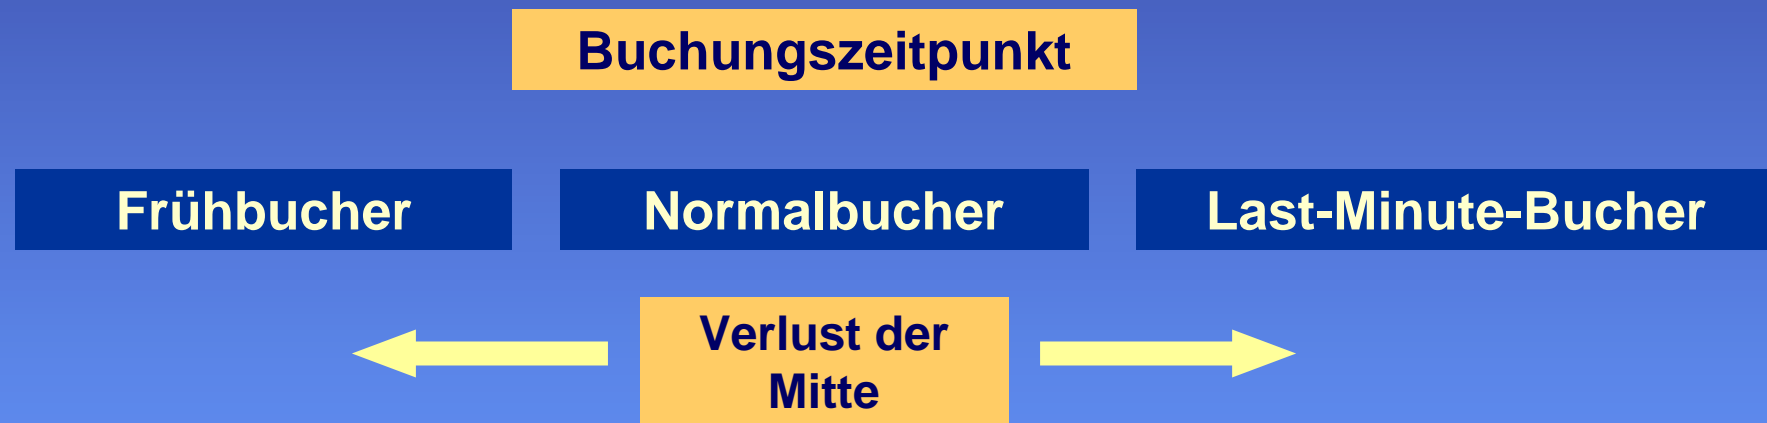 Buchungszeitpunkt
Frühbucher
Normalbucher
Last-Minute-Bucher
Verlust der
Mitte